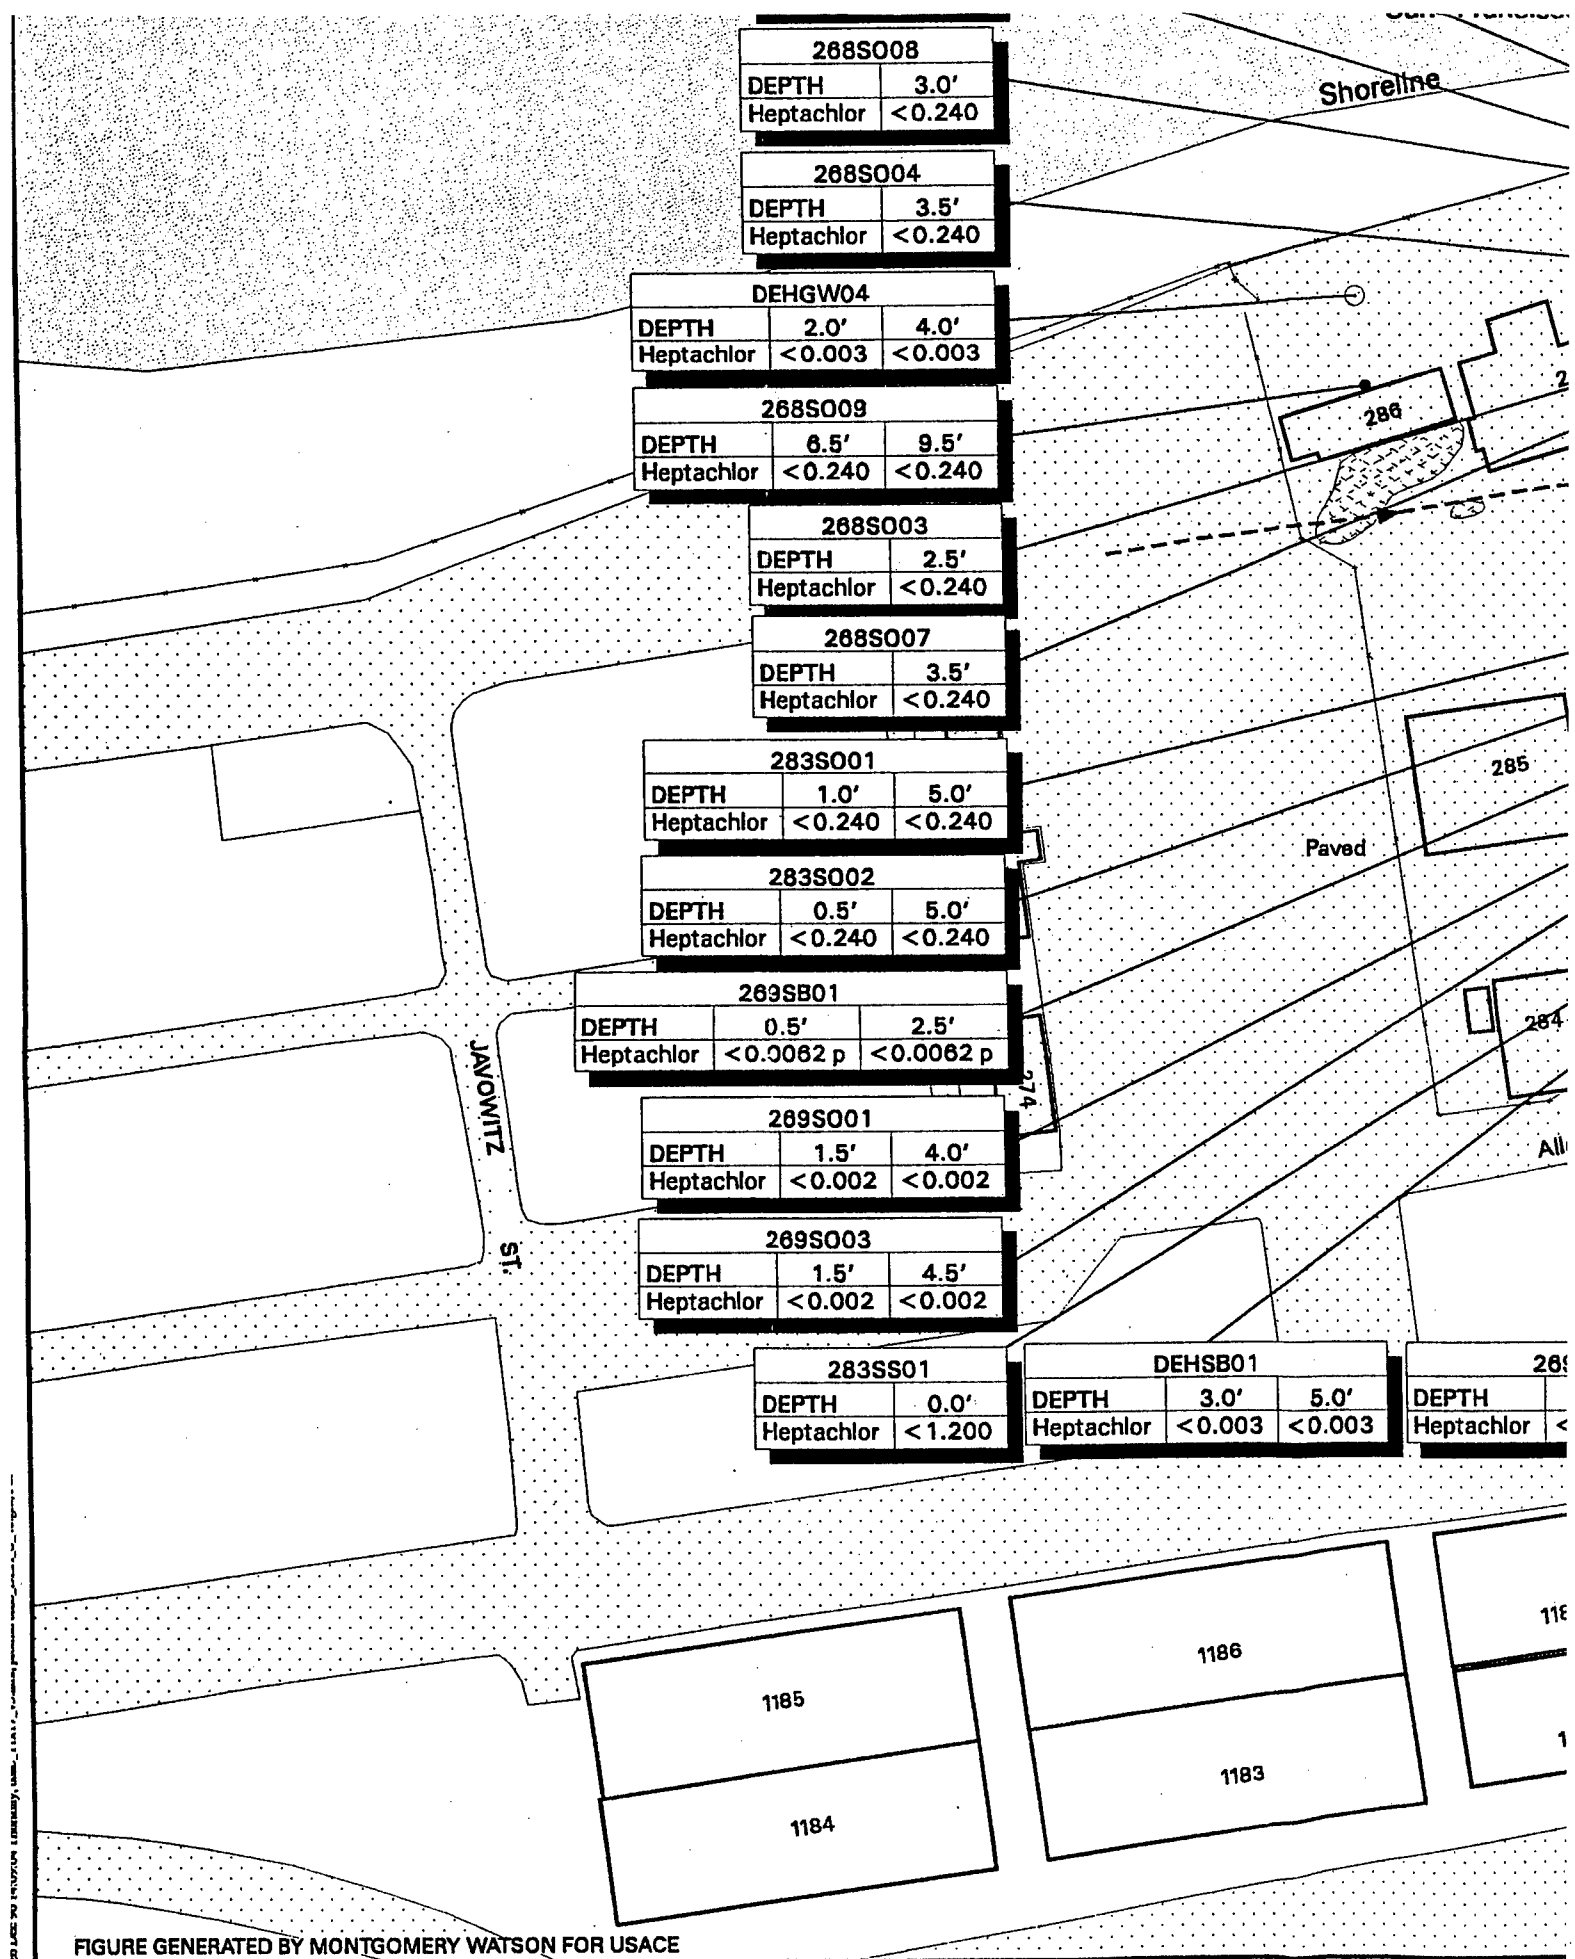 268SO08
DEPTH 3.0'
Heptachlor <0.240
Shoreline
268SO04
DEPTH 3.5'
Heptachlor <0.240
DEHGW04
DEPTH 2.0' 4.0'
Heptachlor <0.003 <0.003
268SO09
DEPTH 6.5' 9.5'
Heptachlor <0.240 <0.240
286
268SO03
DEPTH 2.5'
Heptachlor <0.240
268SO07
DEPTH 3.5'
Heptachlor <0.240
283SO01
DEPTH 1.0' 5.0'
Heptachlor <0.240 <0.240
285
Paved
283SO02
DEPTH 0.5' 5.0'
Heptachlor <0.240 <0.240
269SB01
DEPTH 0.5' 2.5'
Heptachlor <0.0062 p <0.0062 p
284
274
JAVOWITZ
ST.
269SO01
DEPTH 1.5' 4.0'
Heptachlor <0.002 <0.002
269SO03
DEPTH 1.5' 4.5'
Heptachlor <0.002 <0.002
283SS01
DEPTH 0.0'
Heptachlor <1.200
DEHSB01
DEPTH 3.0' 5.0'
Heptachlor <0.003 <0.003
DEPTH
Heptachlor <
1186
1185
1183
1184
FIGURE GENERATED BY MONTGOMERY WATSON FOR USACE